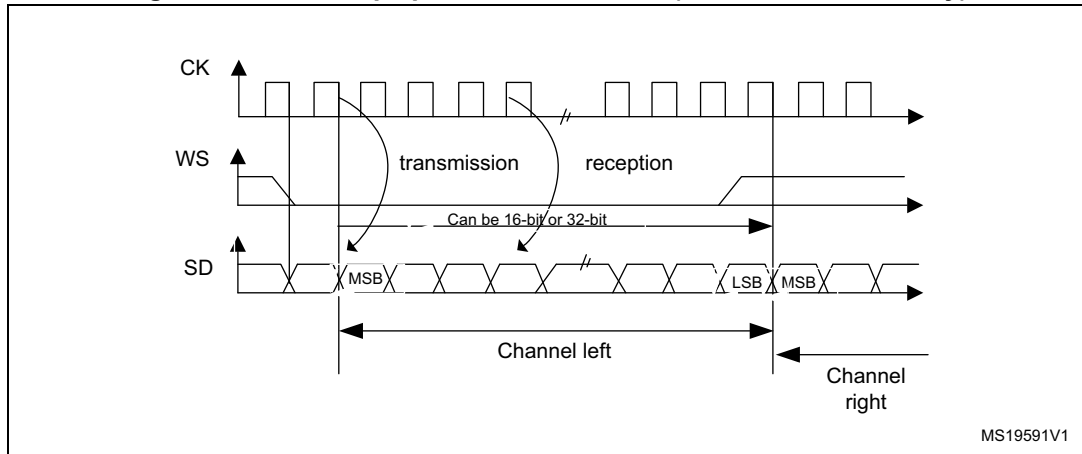 CK
WS
transmission
reception
Can be 16-bit or 32-bit
SD
MSB
LSB
MSB
Channel left
Channel
right
MS19591V1